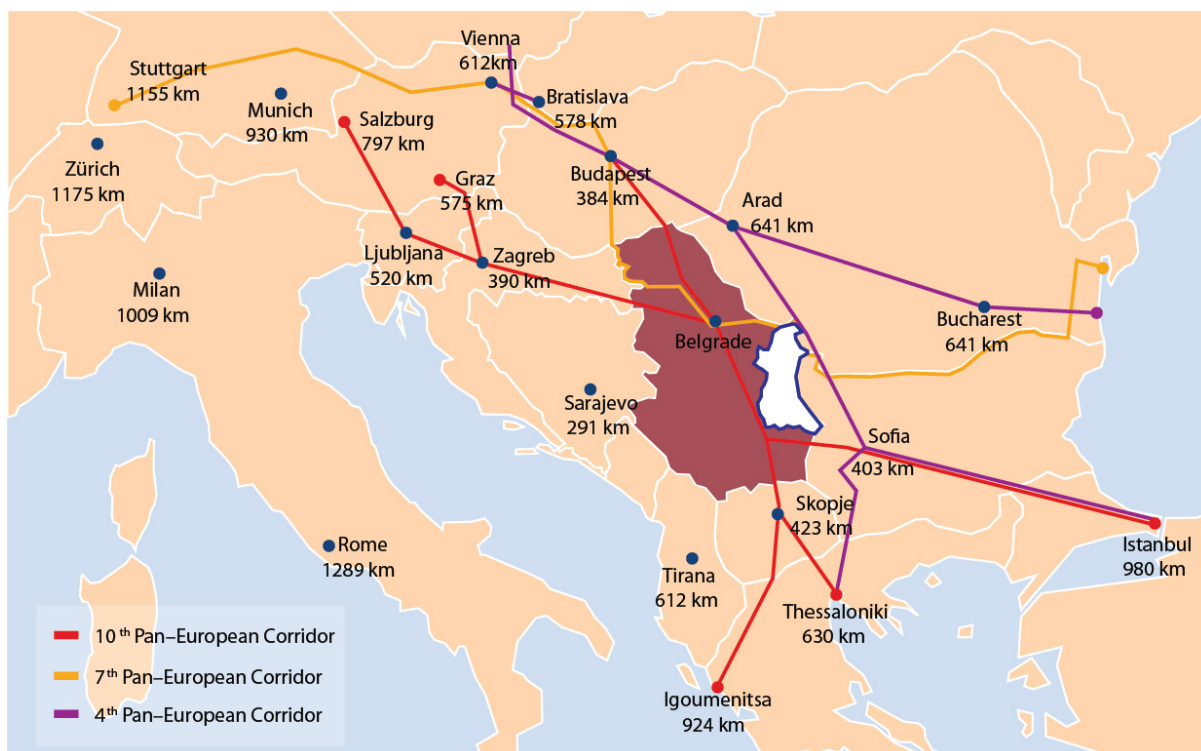 Vienna
612km
Stuttgart
1155 km
Munich
930 km
Bratislava
578 km
Salzburg
797 km
Zürich
1175 km
Budapest
384 km
Graz
575 km
Arad
641 km
Ljubljana
520 km
Zagreb
390 km
Milan
1009 km
Belgrade
Bucharest
641 km
Sarajevo
291 km
Sofia
403 km
Skopje
423 km
Rome
1289 km
Tirana
612 km
Istanbul
980 km
Thessaloniki
630 km
Igoumenitsa
924 km
10th Pan–European Corridor
7th Pan–European Corridor
4th Pan–European Corridor